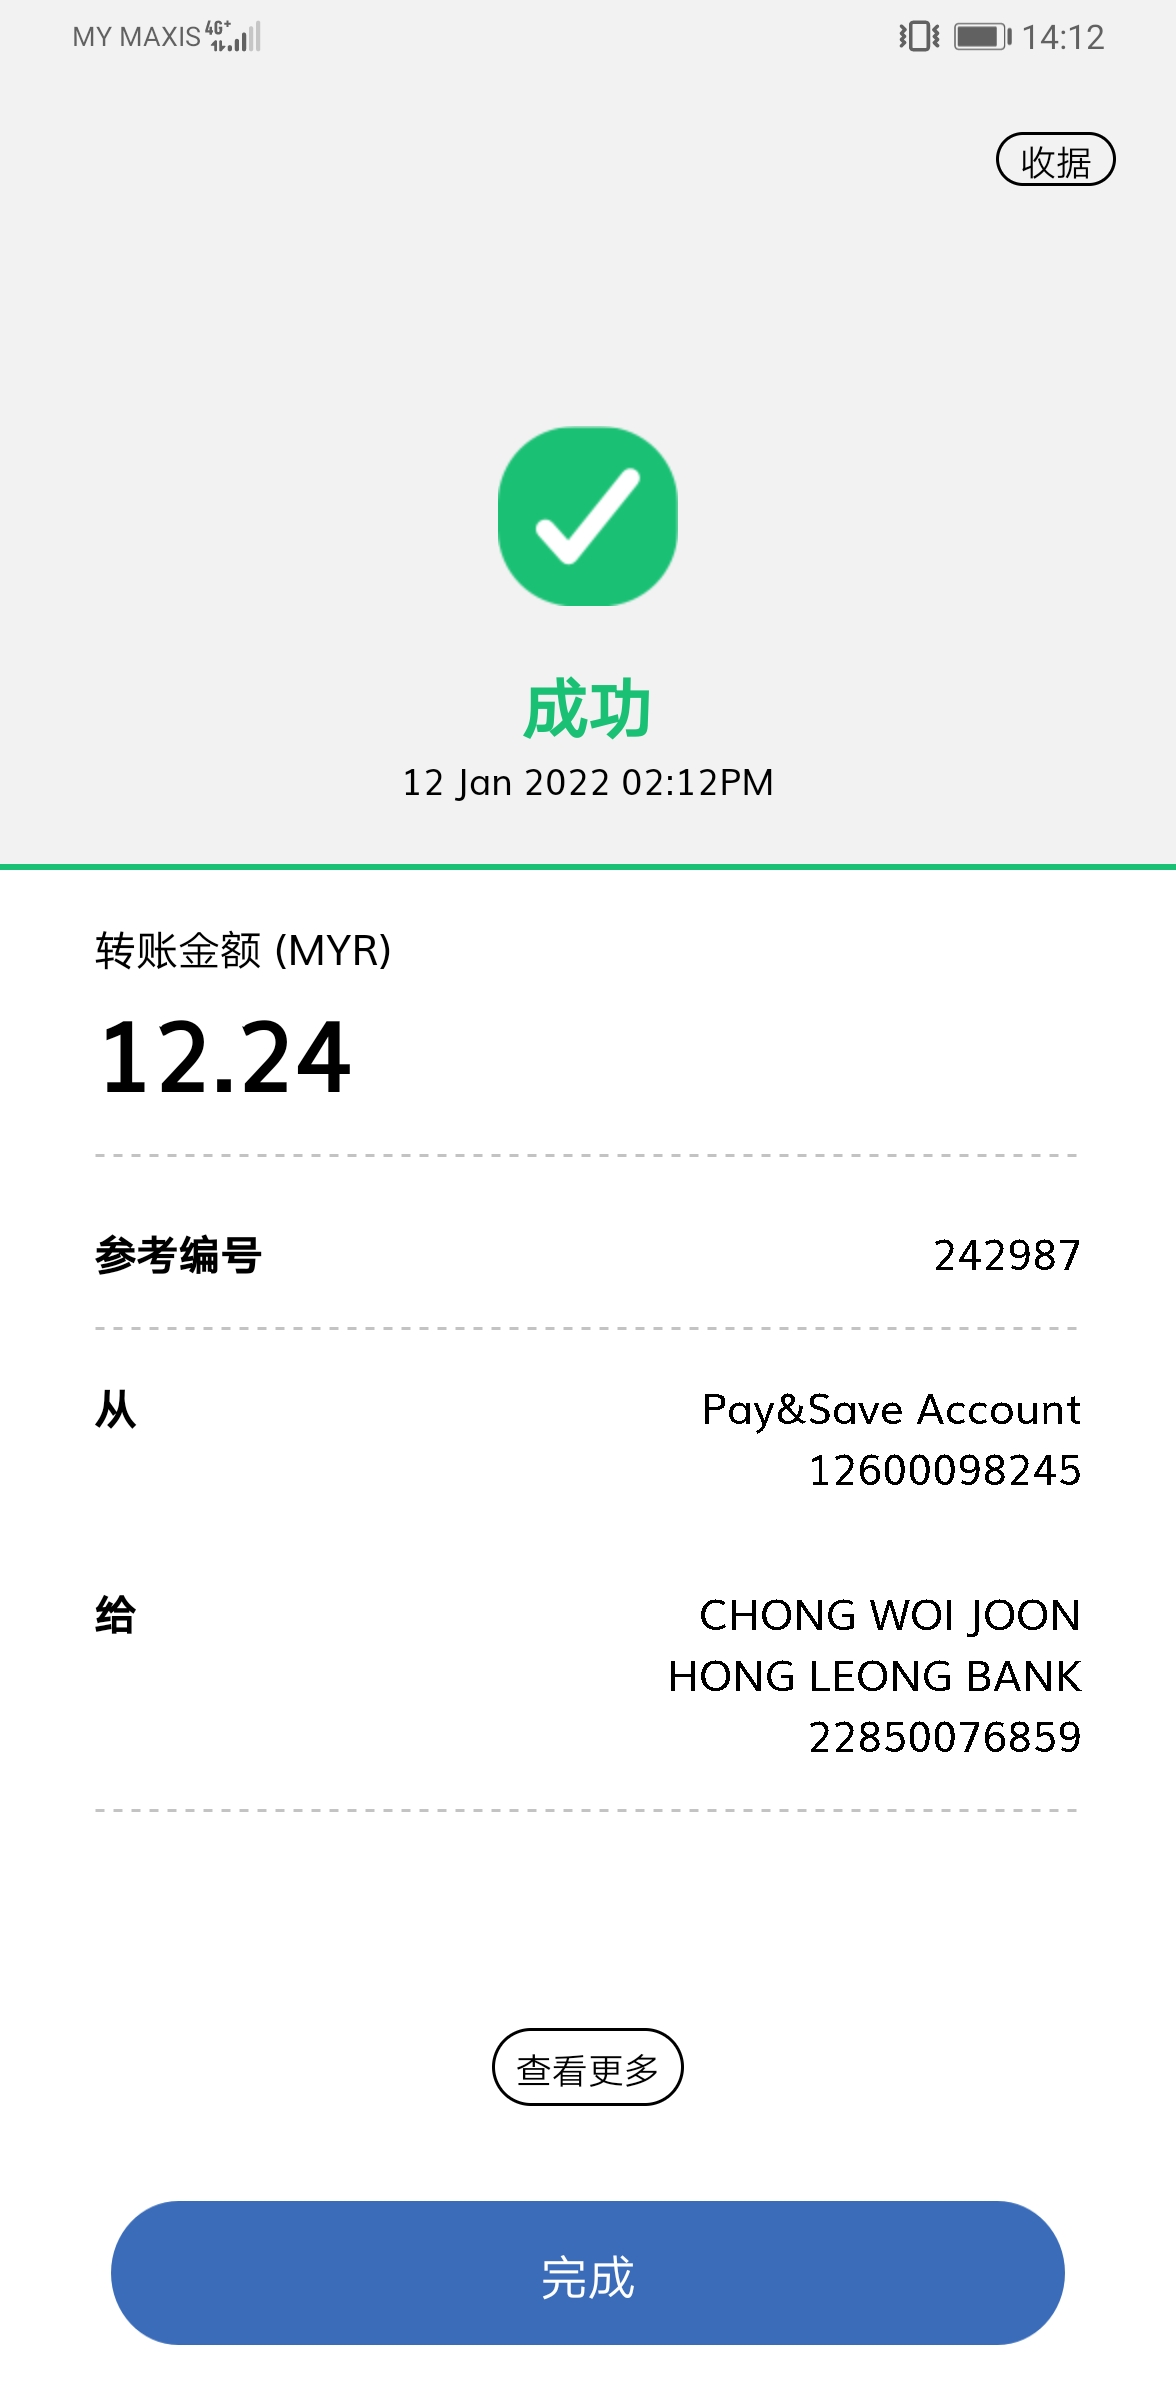 MY MAXIS 4G+ 14:12
收据
成功
12 Jan 2022 02:12PM
转账金额 (MYR)
12.24
参考编号 242987
从 Pay&Save Account
12600098245
给 CHONG WOI JOON
HONG LEONG BANK
22850076859
查看更多
完成